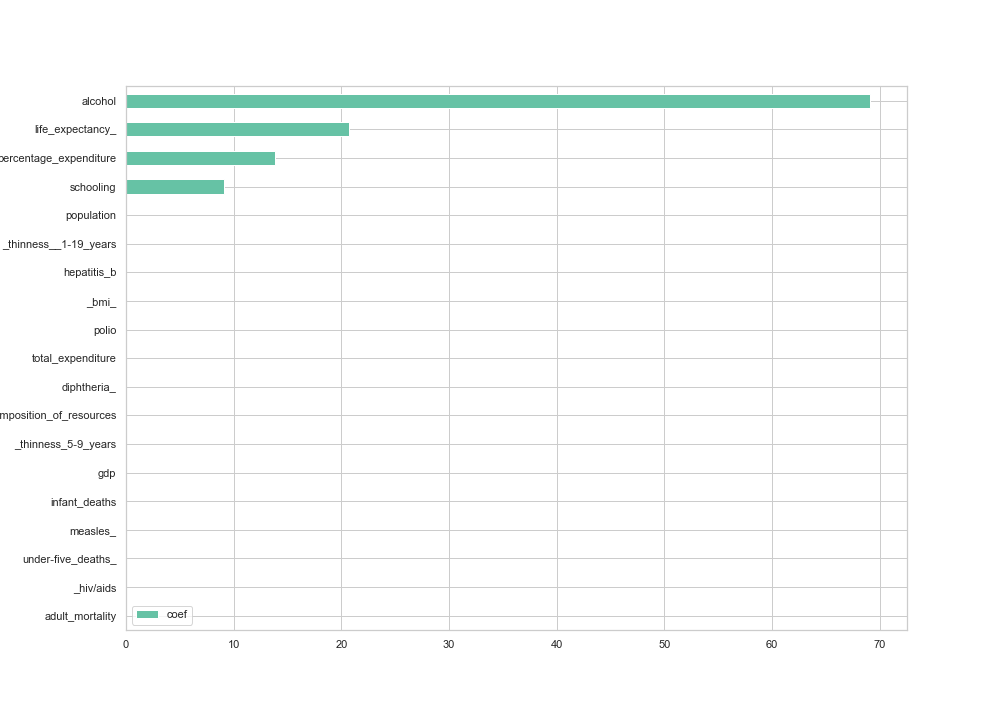 alcohol
life_expectancy_
percentage_expenditure
schooling
population
_thinness__1-19_years
hepatitis_b
_bmi_
polio
total_expenditure
diphtheria_
mposition_of_resources
_thinness_5-9_years
gdp
infant_deaths
measles_
under-five_deaths_
_hiv/aids
adult_mortality
coef
0 10 20 30 40 50 60 70